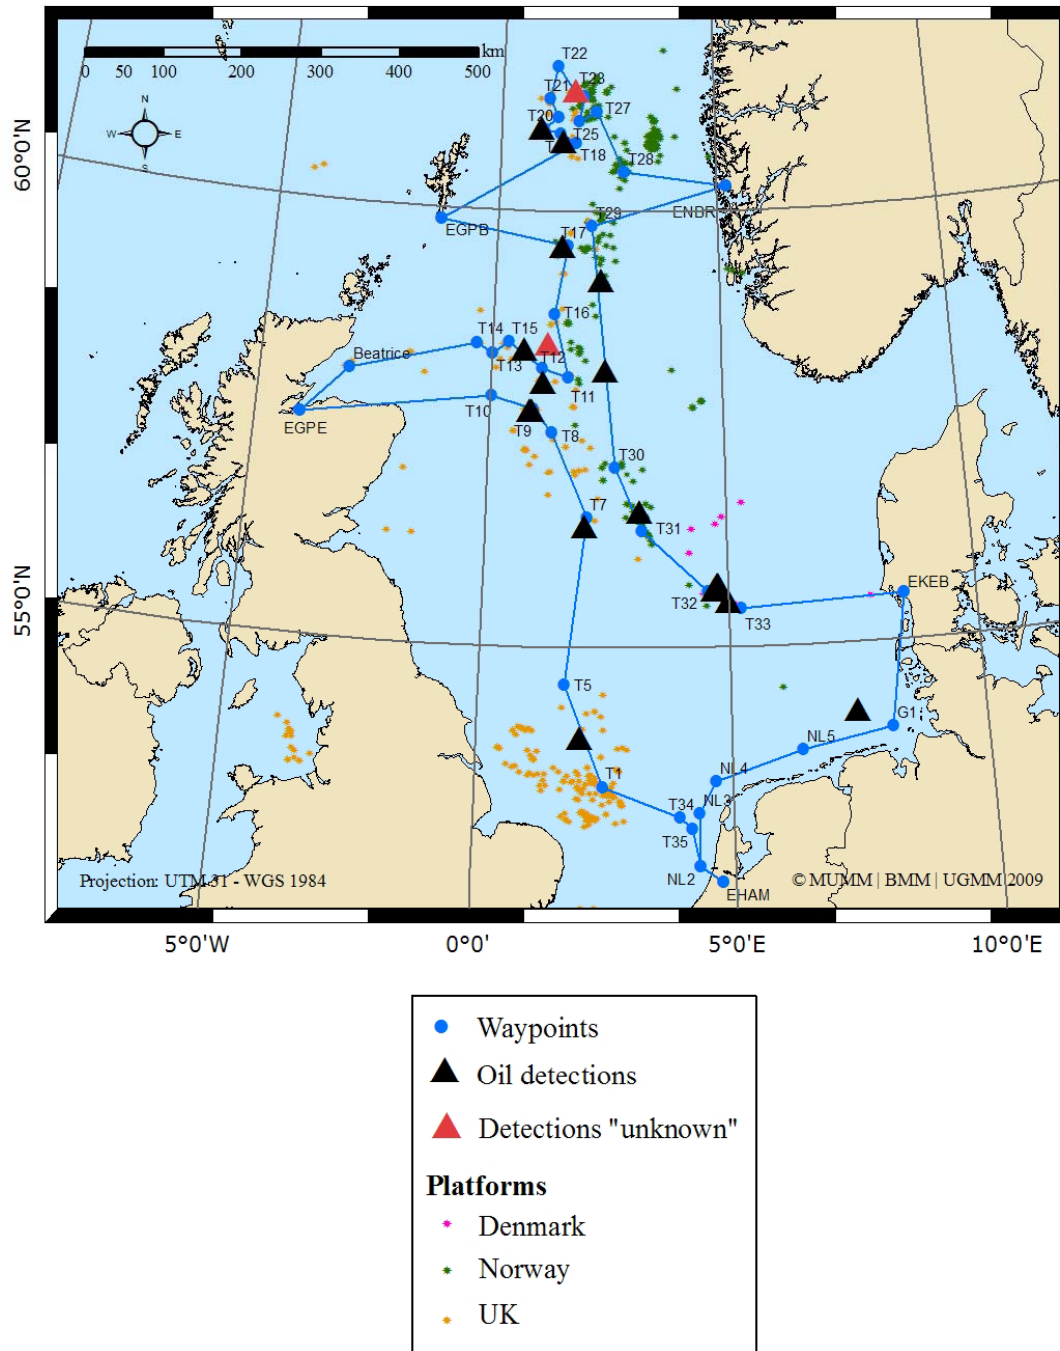 km
0 50 100 200 300 400 500
T22
T21
T23
T20
T27
N
W E
S
T25
T18
T28
60°0'N
ENBR
EGPB
T29
T17
T16
T14
T15
Beatrice
T13
T12
T11
EGPE
T10
T9
T8
T30
T7
T31
EKEB
T32
T33
55°0'N
T5
G1
NL5
NL4
T1
T34
NL3
T35
NL2
EHAM
Projection: UTM 31 - WGS 1984
© MUMM | BMM | UGMM 2009
5°0'W 0°0' 5°0'E 10°0'E
Waypoints
Oil detections
Detections "unknown"
Platforms
Denmark
Norway
UK